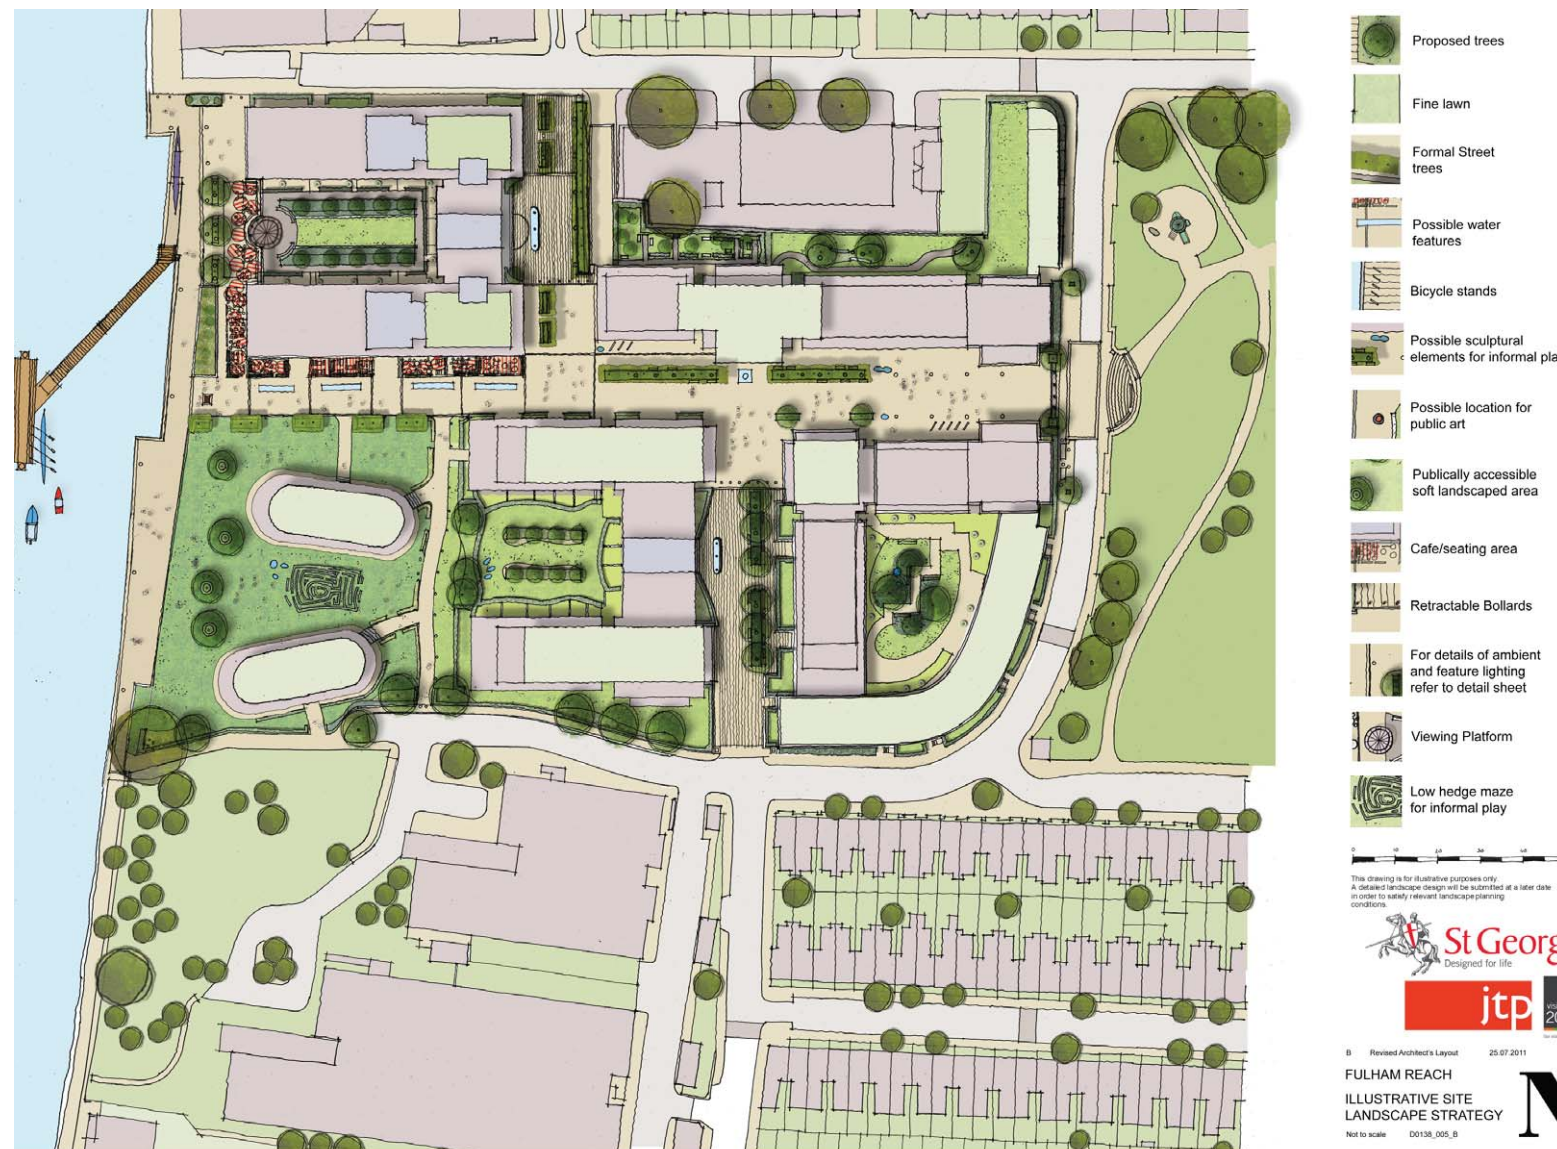 Proposed trees
Fine lawn
Formal Street
trees
Possible water
features
Bicycle stands
Possible sculptural
elements for informal pla
Possible location for
public art
Publically accessible
soft landscaped area
Cafe/seating area
Retractable Bollards
For details of ambient
and feature lighting
refer to detail sheet
Viewing Platform
Low hedge maze
for informal play
This drawing is for illustrative purposes only.
A detailed landscape design will be submitted at a later date
in order to satisfy relevant landscape planning
conditions.
St Georg
Designed for life
jtp
B Revised Architect's Layout 25.07.2011
FULHAM REACH
ILLUSTRATIVE SITE
LANDSCAPE STRATEGY
Not to scale D0138_005_B
N